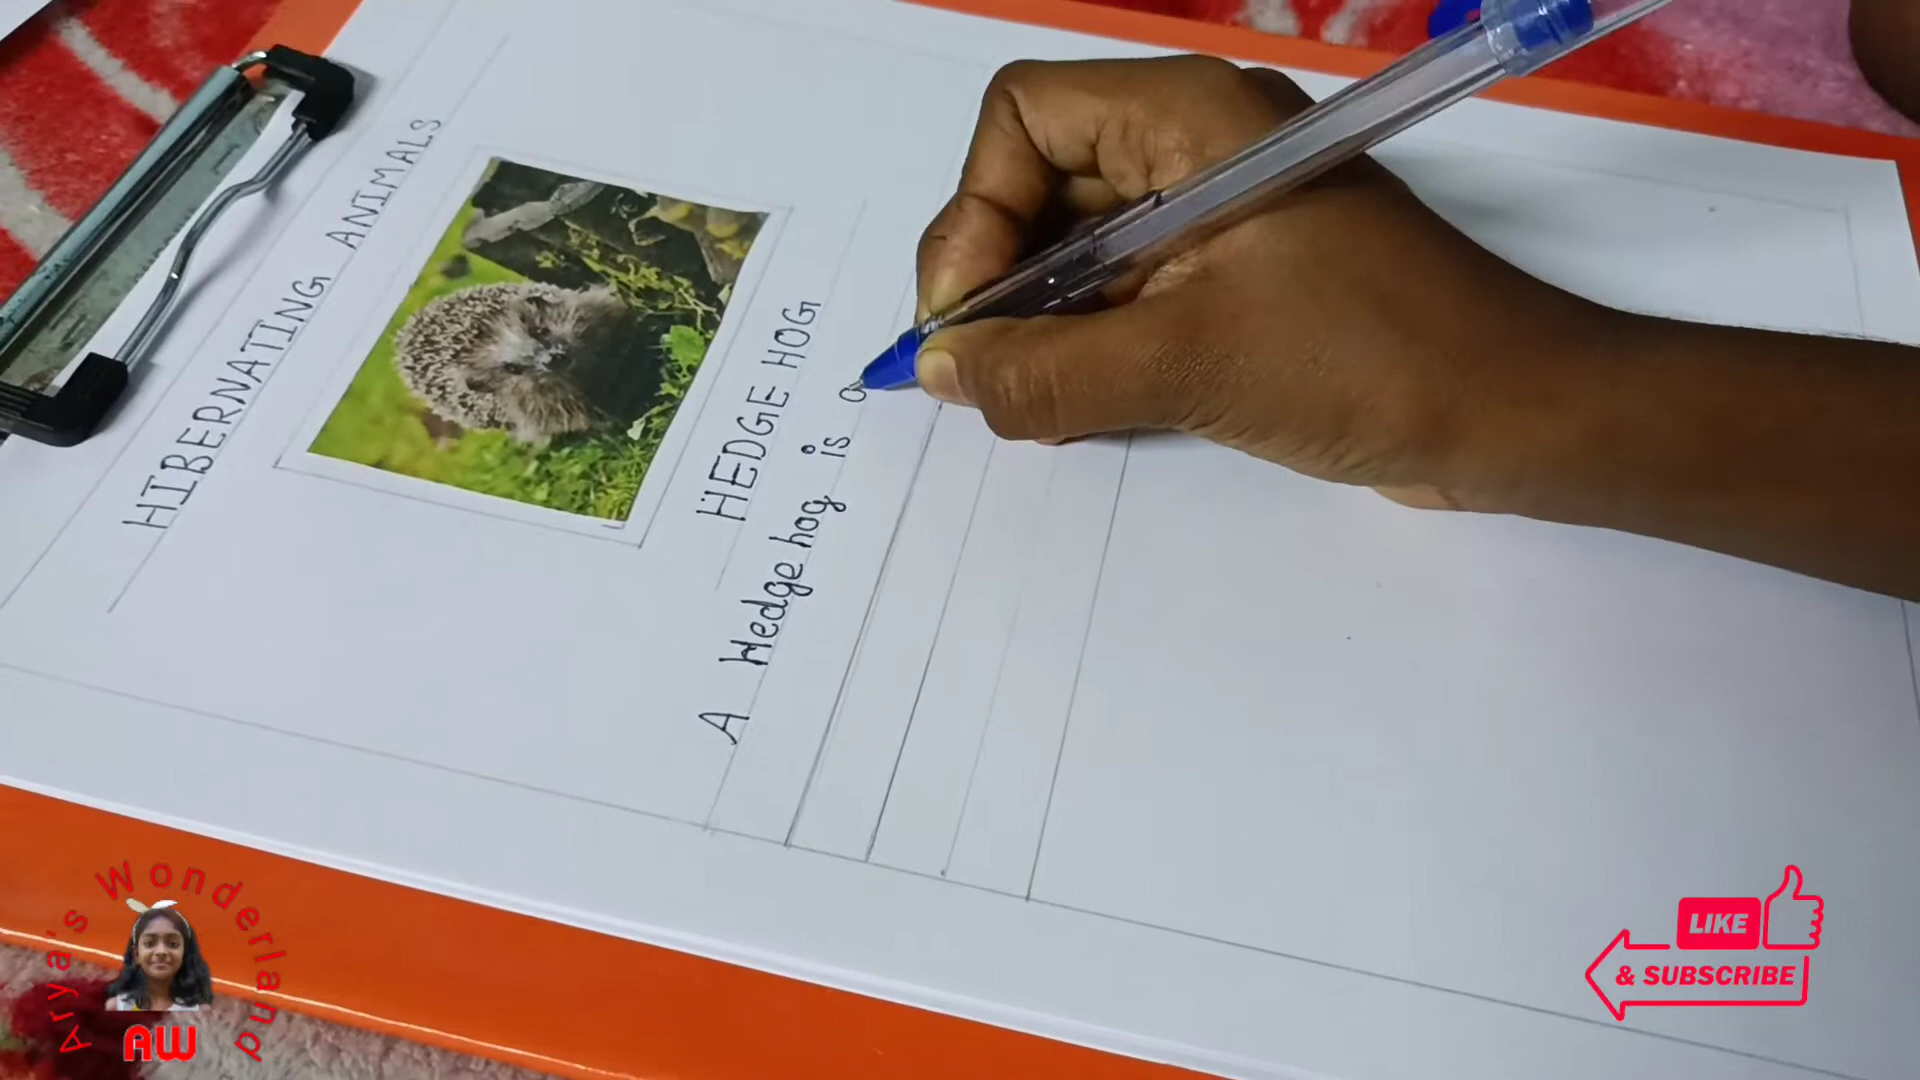 HIBERNATING ANIMALS
HEDGE HOG
A Hedge hog is a
Arya's Wonderland
AW
LIKE
& SUBSCRIBE